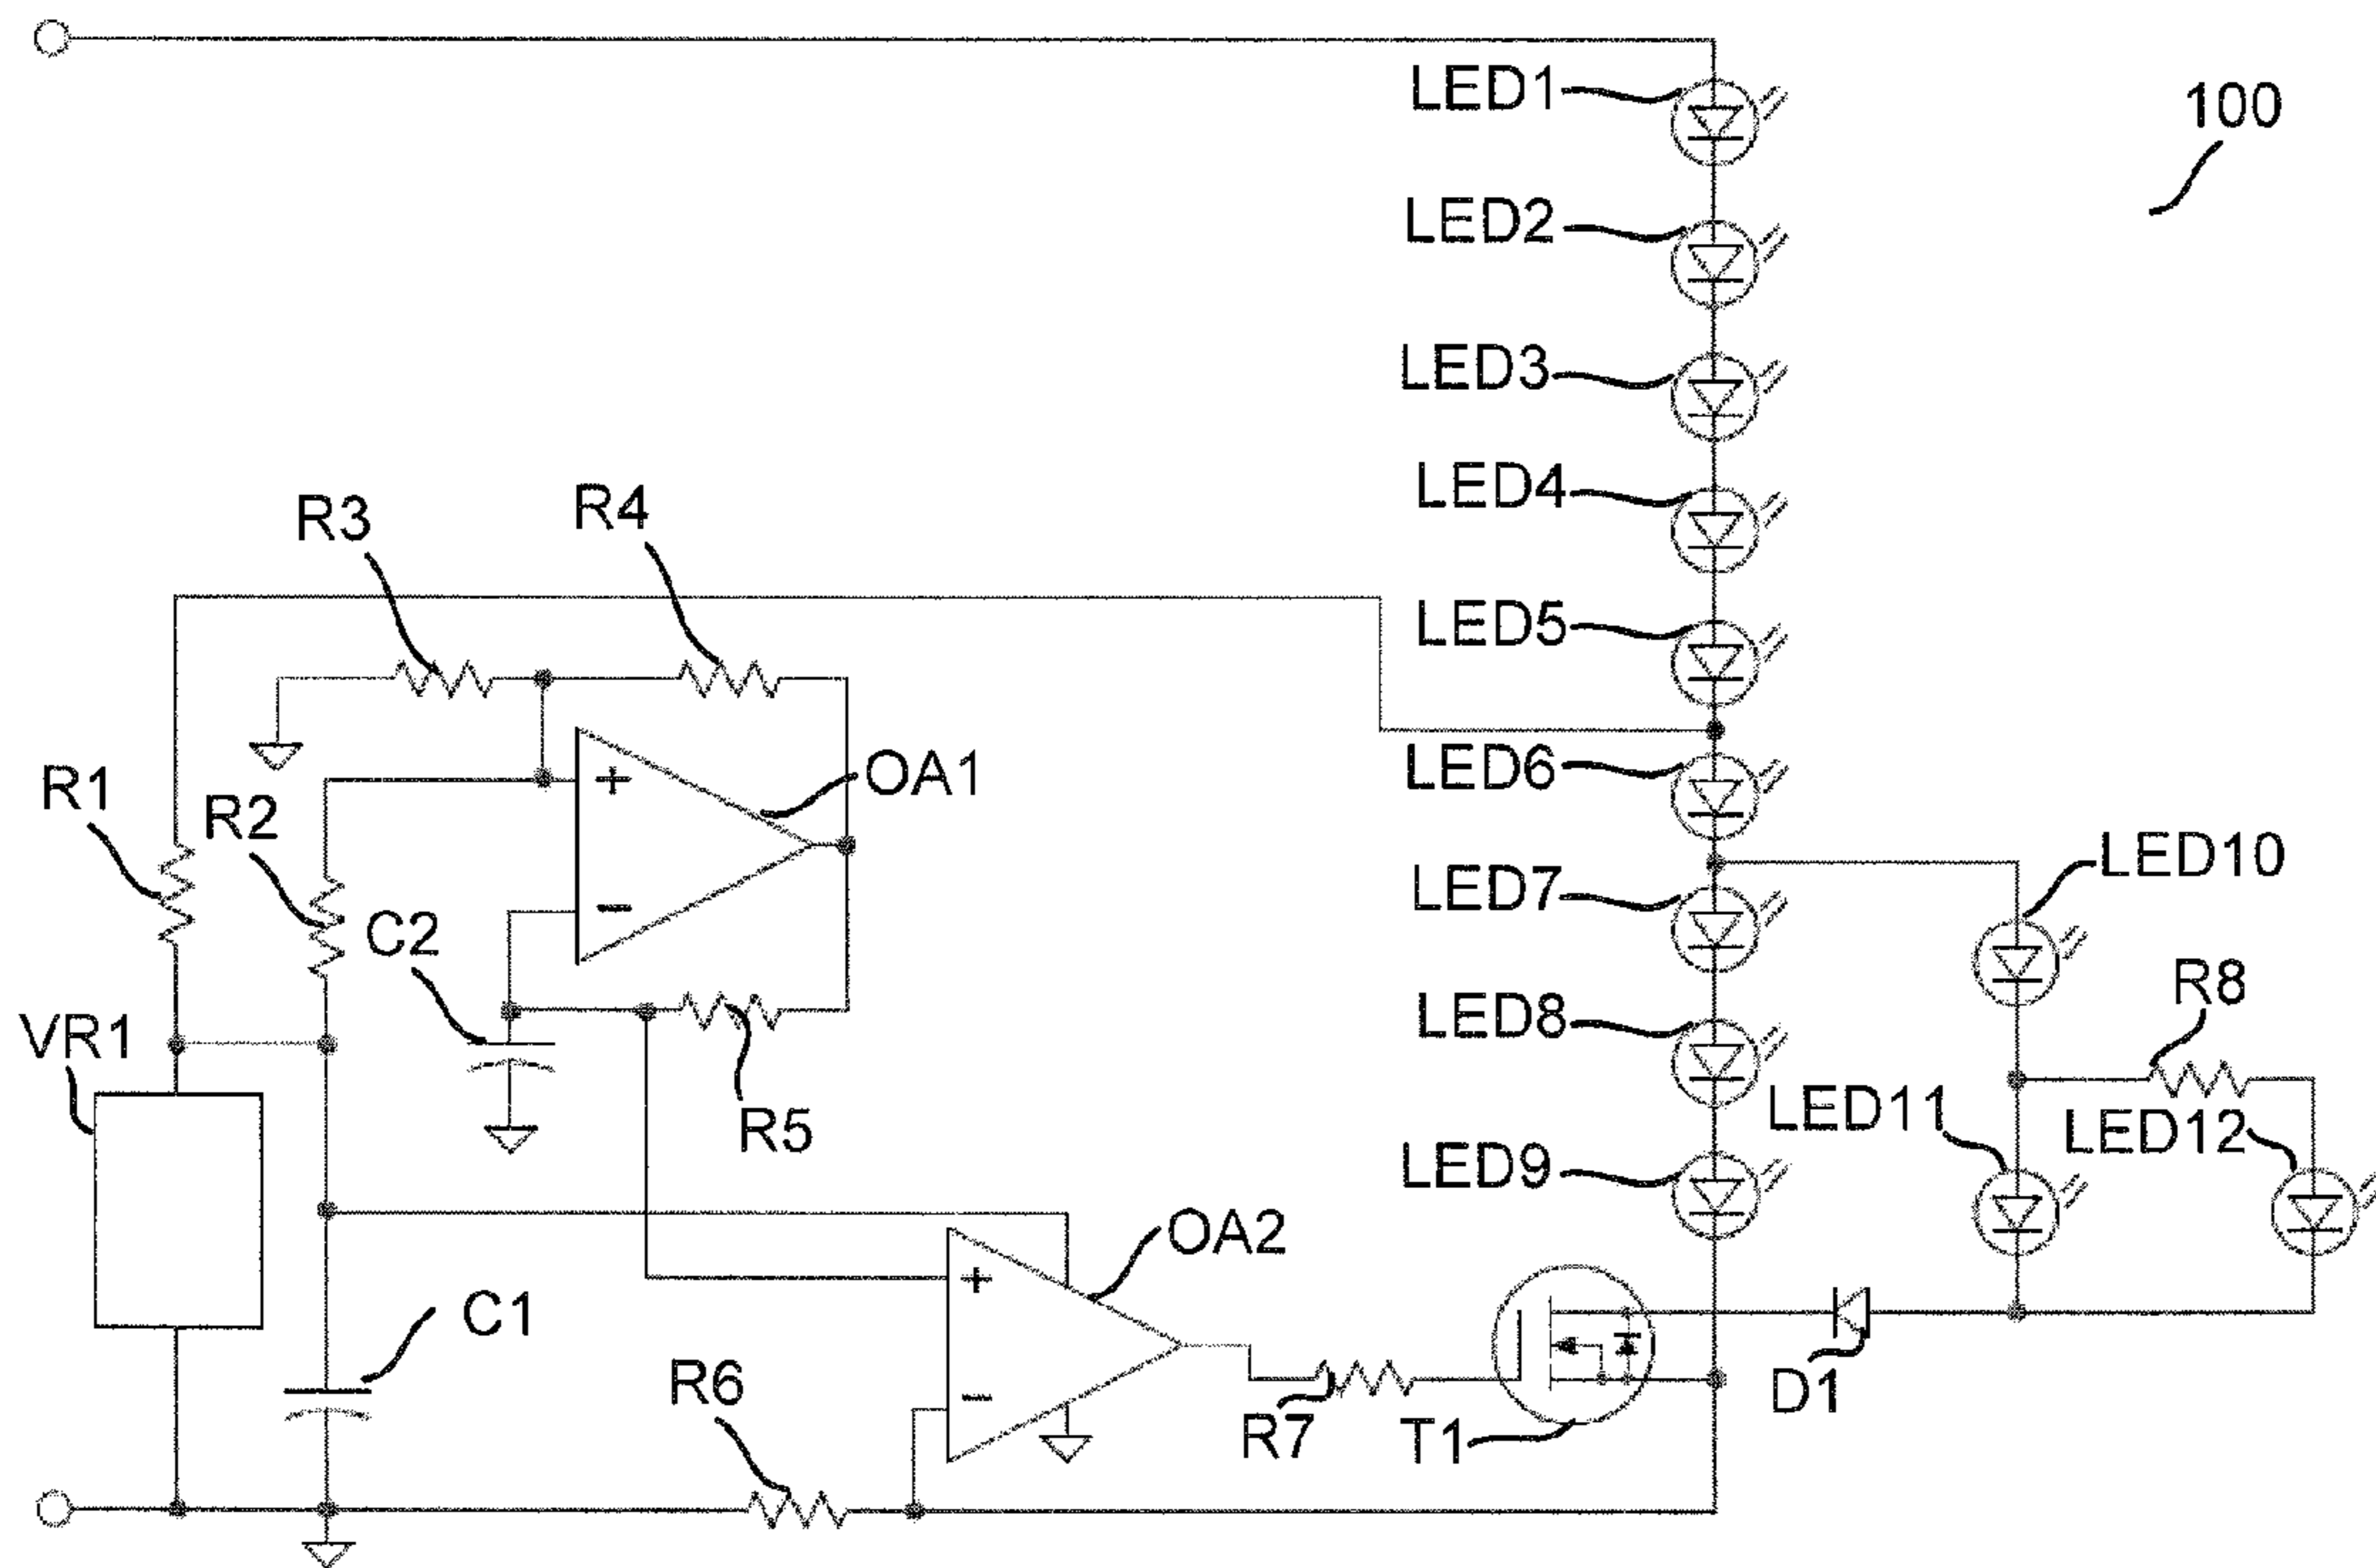 LED1
100
LED2
LED3
LED4
R3
R4
LED5
R1
R2
+
OA1
LED6
C2
−
LED7
LED10
R8
VR1
R5
LED8
LED11
LED12
LED9
OA2
+
C1
−
R6
R7
T1
D1